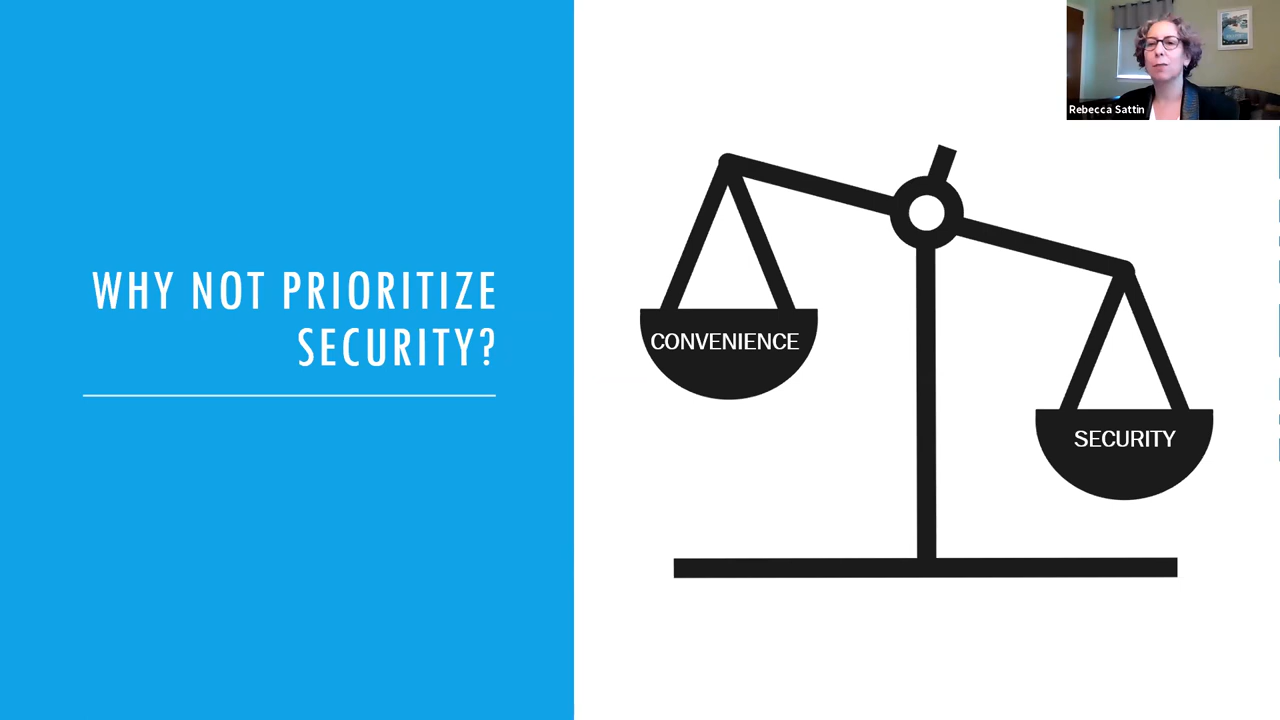 WHY NOT PRIORITIZE
SECURITY?
CONVENIENCE
SECURITY
Rebecca Sattin